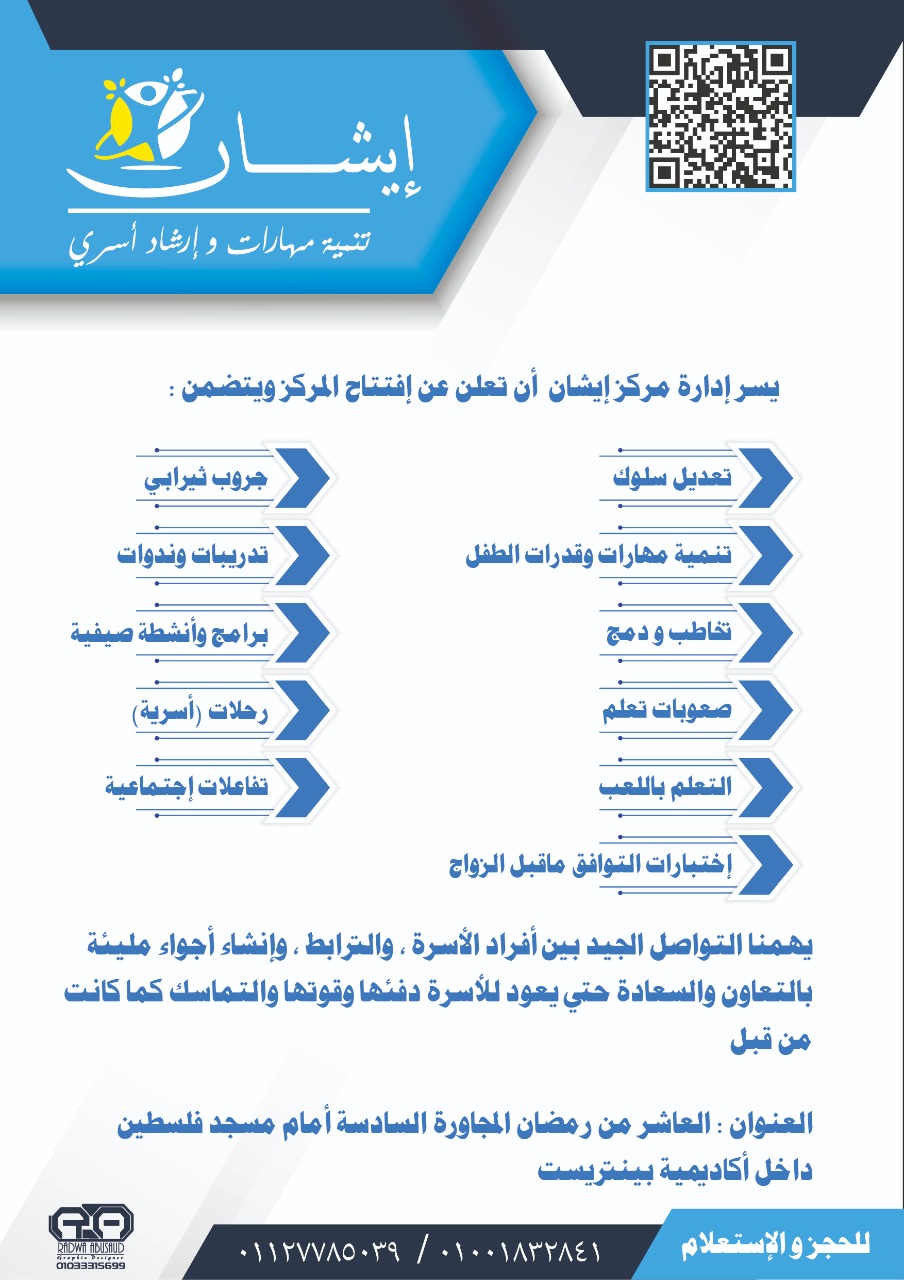 إيشان
تنمية مهارات و إرشاد أسري
يسر إدارة مركز إيشان أن تعلن عن إفتتاح المركز ويتضمن :
تعديل سلوك
تنمية مهارات وقدرات الطفل
تخاطب و دمج
صعوبات تعلم
التعلم باللعب
إختبارات التوافق ماقبل الزواج
جروب ثيرابي
تدريبات وندوات
برامج وأنشطة صيفية
رحلات (أسرية)
تفاعلات إجتماعية
يهمنا التواصل الجيد بين أفراد الأسرة ، والترابط ، وإنشاء أجواء مليئة
بالتعاون والسعادة حتي يعود للأسرة دفئها وقوتها والتماسك كما كانت
من قبل
العنوان : العاشر من رمضان المجاورة السادسة أمام مسجد فلسطين
داخل أكاديمية بينتريست
للحجز و الإستعلام
٠١١٢٧٧٨٥٠٣٩ / ٠١٠٠١٨٣٢٨٤١
RADWA ABUSAUD
Graphic Designer
01033315699